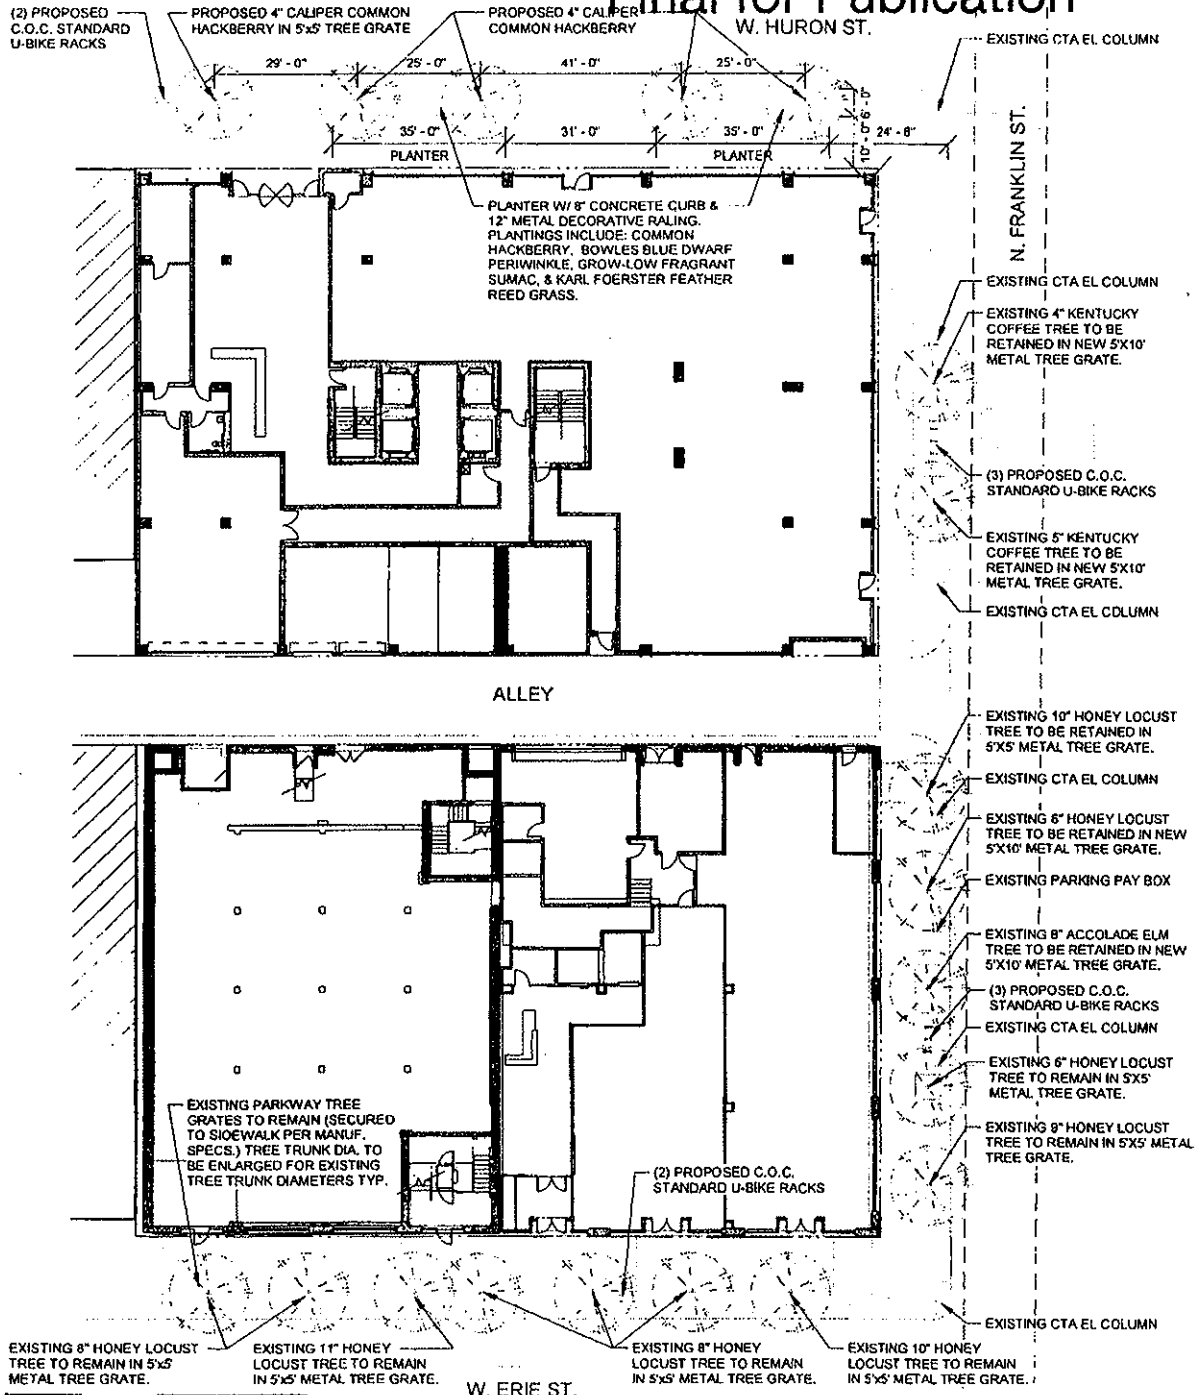 Final for Publication
(2) PROPOSED
C.O.C. STANDARD
U-BIKE RACKS
PROPOSED 4" CALIPER COMMON
HACKBERRY IN 5'x5' TREE GRATE
PROPOSED 4" CALIPER
COMMON HACKBERRY
W. HURON ST.
EXISTING CTA EL COLUMN
29' - 0"
25' - 0"
41' - 0"
25' - 0"
6' - 0"
10' - 0"
35' - 0"
31' - 0"
35' - 0"
24' - 8"
PLANTER
PLANTER
N. FRANKLIN ST.
PLANTER W/ 8" CONCRETE CURB &
12" METAL DECORATIVE RALING.
PLANTINGS INCLUDE: COMMON
HACKBERRY, BOWLES BLUE DWARF
PERIWINKLE, GROW-LOW FRAGRANT
SUMAC, & KARL FOERSTER FEATHER
REED GRASS.
EXISTING CTA EL COLUMN
EXISTING 4" KENTUCKY
COFFEE TREE TO BE
RETAINED IN NEW 5'X10'
METAL TREE GRATE.
(3) PROPOSED C.O.C.
STANDARD U-BIKE RACKS
EXISTING 5" KENTUCKY
COFFEE TREE TO BE
RETAINED IN NEW 5'X10'
METAL TREE GRATE.
EXISTING CTA EL COLUMN
ALLEY
EXISTING 10" HONEY LOCUST
TREE TO BE RETAINED IN
5'X5' METAL TREE GRATE.
EXISTING CTA EL COLUMN
EXISTING 6" HONEY LOCUST
TREE TO BE RETAINED IN NEW
5'X10' METAL TREE GRATE.
EXISTING PARKING PAY BOX
EXISTING 8" ACCOLADE ELM
TREE TO BE RETAINED IN NEW
5'X10' METAL TREE GRATE.
(3) PROPOSED C.O.C.
STANDARD U-BIKE RACKS
EXISTING CTA EL COLUMN
EXISTING 6" HONEY LOCUST
TREE TO REMAIN IN 5'X5'
METAL TREE GRATE.
EXISTING 9" HONEY LOCUST
TREE TO REMAIN IN 5'X5' METAL
TREE GRATE.
EXISTING PARKWAY TREE
GRATES TO REMAIN (SECURED
TO SIDEWALK PER MANUF.
SPECS.) TREE TRUNK DIA. TO
BE ENLARGED FOR EXISTING
TREE TRUNK DIAMETERS TYP.
(2) PROPOSED C.O.C.
STANDARD U-BIKE RACKS
EXISTING CTA EL COLUMN
EXISTING 8" HONEY LOCUST
TREE TO REMAIN IN 5'x5'
METAL TREE GRATE.
EXISTING 11" HONEY
LOCUST TREE TO REMAIN
IN 5'x5' METAL TREE GRATE.
EXISTING 8" HONEY
LOCUST TREE TO REMAIN
IN 5'x5' METAL TREE GRATE.
EXISTING 10" HONEY
LOCUST TREE TO REMAIN
IN 5'x5' METAL TREE GRATE.
W. ERIE ST.